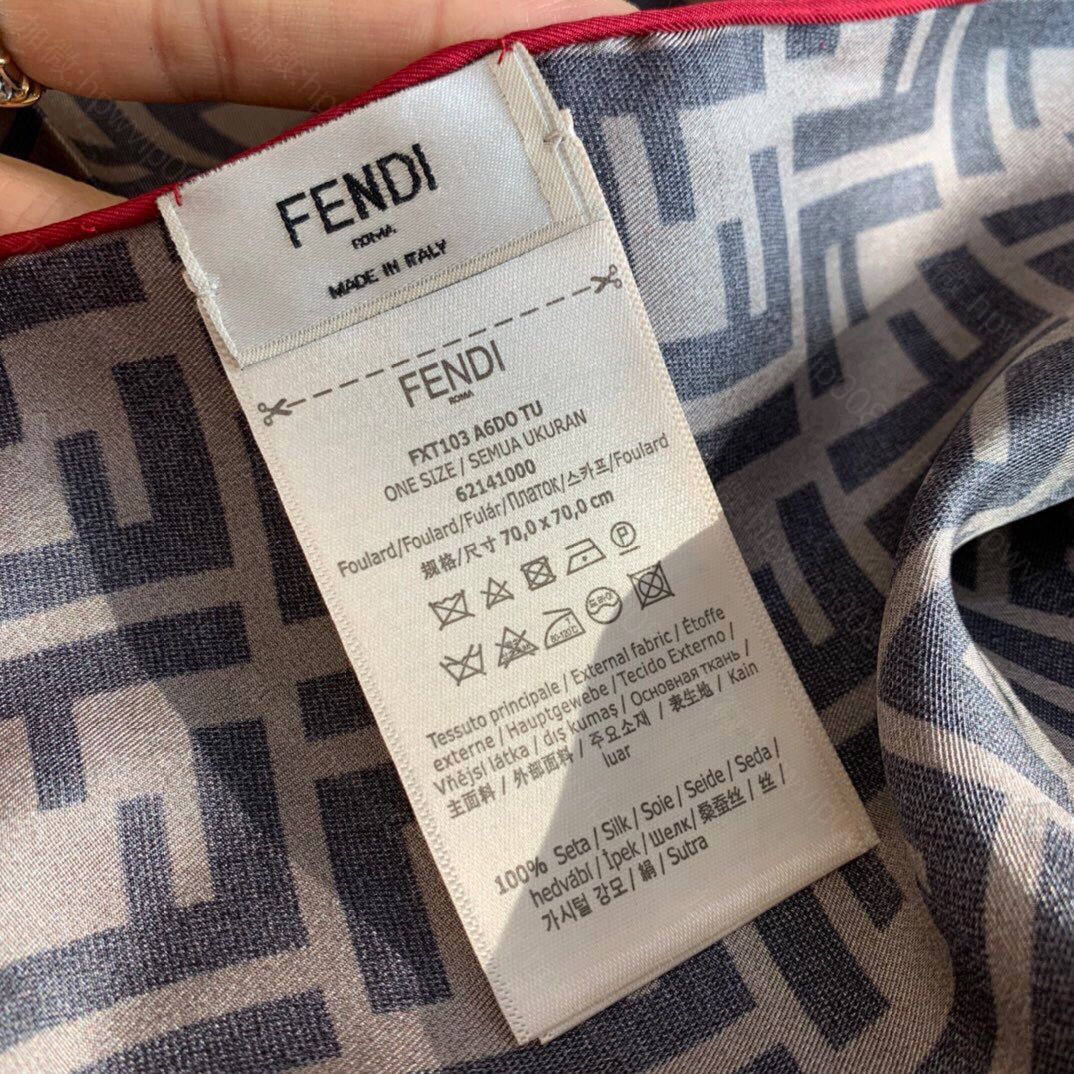 FENDI
ROMA
MADE IN ITALY
FENDI
ROMA
FXT103 A6DO TU
ONE SIZE / SEMUA UKURAN
62141000
Foulard/Foulard/Fulár/Платок/스카프/Foulard
规格/尺寸 70,0 x 70,0 cm
80-120°C
Tessuto principale / External fabric / Étoffe
externe / Hauptgewebe / Tecido Externo /
Vnějsí látka / dış kumaş / Основная ткань /
主面料 / 外部面料 / 주요소재 / 表生地 / Kain
luar
100% Seta / Silk / Soie / Seide / Seda /
hedvábí / İpek / Шелк / 桑蚕丝 / 丝 /
가시털 강모 / 絹 / Sutra